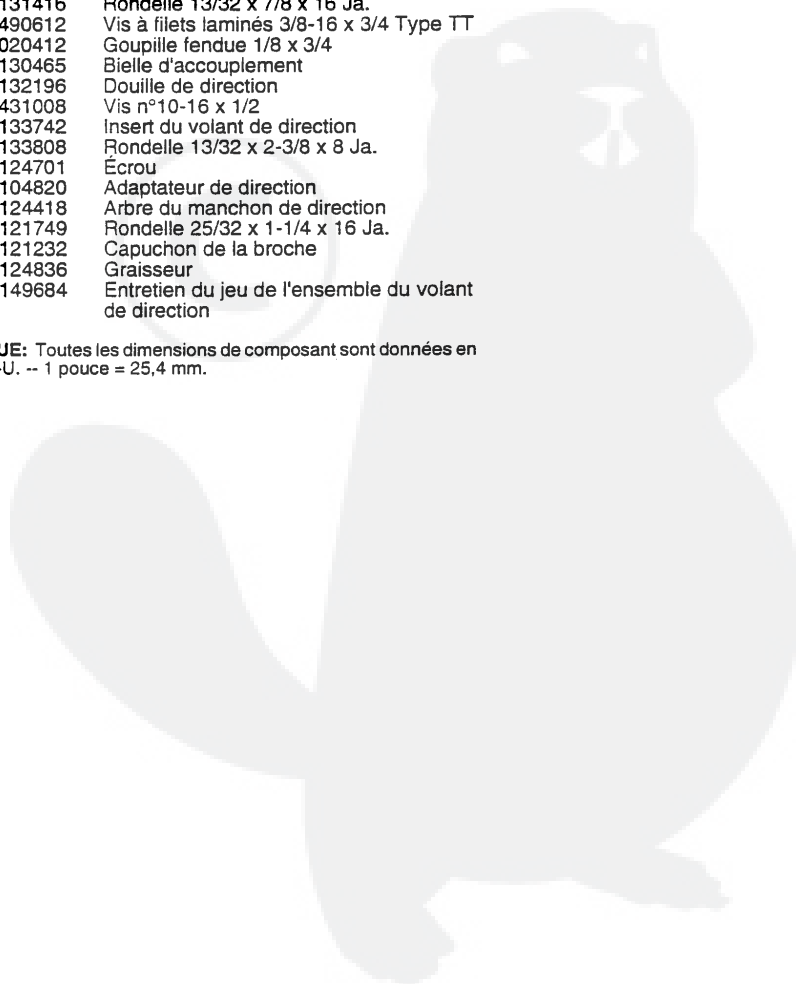 131416 Rondelle 13/32 x 7/8 x 16 Ja.
490612 Vis à filets laminés 3/8-16 x 3/4 Type TT
020412 Goupille fendue 1/8 x 3/4
130465 Bielle d'accouplement
132196 Douille de direction
431008 Vis n°10-16 x 1/2
133742 Insert du volant de direction
133808 Rondelle 13/32 x 2-3/8 x 8 Ja.
124701 Écrou
104820 Adaptateur de direction
124418 Arbre du manchon de direction
121749 Rondelle 25/32 x 1-1/4 x 16 Ja.
121232 Capuchon de la broche
124836 Graisseur
149684 Entretien du jeu de l'ensemble du volant
de direction
UE: Toutes les dimensions de composant sont données en
-U. -- 1 pouce = 25,4 mm.